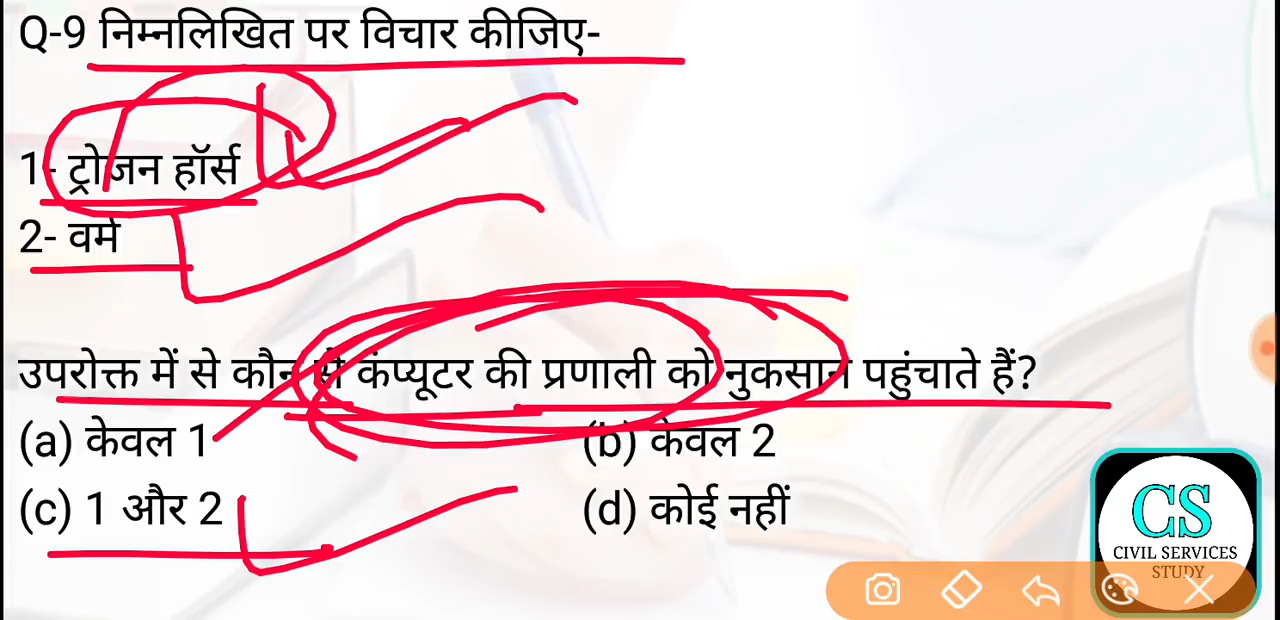 Q-9 निम्नलिखित पर विचार कीजिए-
1- ट्रोजन हॉर्स
2- वर्म
उपरोक्त में से कौन से कंप्यूटर की प्रणाली को नुकसान पहुंचाते हैं?
(a) केवल 1 (b) केवल 2
(c) 1 और 2 (d) कोई नहीं
CS
CIVIL SERVICES
STUDY